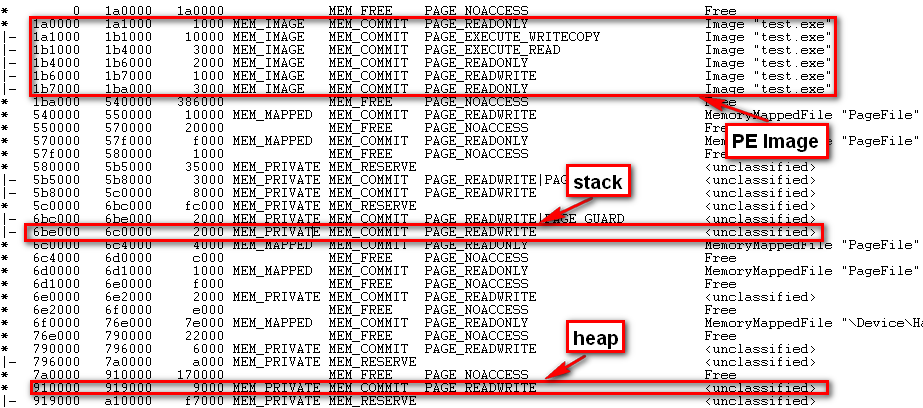 * 0 1a0000 1a0000 MEM_FREE PAGE_NOACCESS Free
| 1a0000 1a1000 1000 MEM_IMAGE MEM_COMMIT PAGE_READONLY Image "test.exe"
|- 1a1000 1b1000 10000 MEM_IMAGE MEM_COMMIT PAGE_EXECUTE_WRITECOPY Image "test.exe"
|- 1b1000 1b4000 3000 MEM_IMAGE MEM_COMMIT PAGE_EXECUTE_READ Image "test.exe"
|- 1b4000 1b6000 2000 MEM_IMAGE MEM_COMMIT PAGE_READONLY Image "test.exe"
|- 1b6000 1b7000 1000 MEM_IMAGE MEM_COMMIT PAGE_READWRITE Image "test.exe"
|- 1b7000 1ba000 3000 MEM_IMAGE MEM_COMMIT PAGE_READONLY Image "test.exe"
* 1ba000 540000 386000 MEM_FREE PAGE_NOACCESS Free
* 540000 550000 10000 MEM_MAPPED MEM_COMMIT PAGE_READWRITE MemoryMappedFile "PageFile"
* 550000 570000 20000 MEM_FREE PAGE_NOACCESS Free
* 570000 57f000 f000 MEM_MAPPED MEM_COMMIT PAGE_READONLY MemoryMappedFile "PageFile"
* 57f000 580000 1000 MEM_FREE PAGE_NOACCESS Free
PE Image
* 580000 5b5000 35000 MEM_PRIVATE MEM_RESERVE <unclassified>
|- 5b5000 5b8000 3000 MEM_PRIVATE MEM_COMMIT PAGE_READWRITE|PAG <unclassified>
stack
|- 5b8000 5c0000 8000 MEM_PRIVATE MEM_COMMIT PAGE_READWRITE <unclassified>
* 5c0000 6bc000 fc000 MEM_PRIVATE MEM_RESERVE <unclassified>
|- 6bc000 6be000 2000 MEM_PRIVATE MEM_COMMIT PAGE_READWRITE|PAGE_GUARD <unclassified>
|- 6be000 6c0000 2000 MEM_PRIVATE MEM_COMMIT PAGE_READWRITE <unclassified>
* 6c0000 6c4000 4000 MEM_MAPPED MEM_COMMIT PAGE_READONLY MemoryMappedFile "PageFile"
* 6c4000 6d0000 c000 MEM_FREE PAGE_NOACCESS Free
* 6d0000 6d1000 1000 MEM_MAPPED MEM_COMMIT PAGE_READONLY MemoryMappedFile "PageFile"
* 6d1000 6e0000 f000 MEM_FREE PAGE_NOACCESS Free
* 6e0000 6e2000 2000 MEM_PRIVATE MEM_COMMIT PAGE_READWRITE <unclassified>
* 6e2000 6f0000 e000 MEM_FREE PAGE_NOACCESS Free
* 6f0000 76e000 7e000 MEM_MAPPED MEM_COMMIT PAGE_READONLY MemoryMappedFile "\Device\Ha
* 76e000 790000 22000 MEM_FREE PAGE_NOACCESS Free
heap
* 790000 796000 6000 MEM_PRIVATE MEM_COMMIT PAGE_READWRITE <unclassified>
|- 796000 7a0000 a000 MEM_PRIVATE MEM_RESERVE <unclassified>
* 7a0000 910000 170000 MEM_FREE PAGE_NOACCESS Free
* 910000 919000 9000 MEM_PRIVATE MEM_COMMIT PAGE_READWRITE <unclassified>
|- 919000 a10000 f7000 MEM_PRIVATE MEM_RESERVE <unclassified>